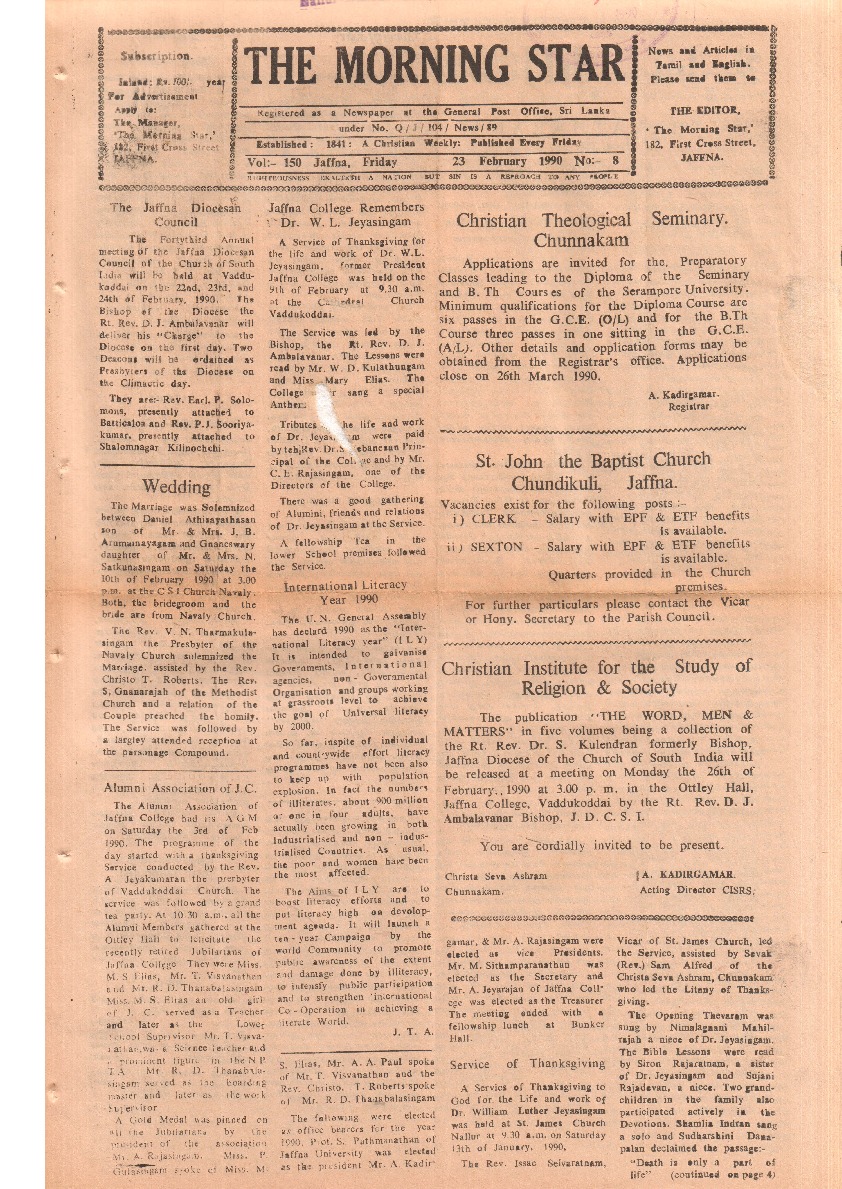 Subscription.
Inland: Rs. 100/- year
For Advertisement
Apply to:
The Manager,
'The Morning Star,'
182, First Cross Street
JAFFNA.
THE MORNING STAR
Registered as a Newspaper at the General Post Office, Sri Lanka
under No. Q/J/104/News/89
Established : 1841: A Christian Weekly: Published Every Friday
Vol:- 150 Jaffna, Friday 23 February 1990 No:- 8
RIGHTEOUSNESS EXALTETH A NATION BUT SIN IS A REPROACH TO ANY PEOPLE
News and Articles in
Tamil and English.
Please send them to
THE EDITOR,
' The Morning Star,'
182, First Cross Street,
JAFFNA.
The Jaffna Diocesan
Council
The Fortythird Annual
meeting of the Jaffna Diocesan
Council of the Church of South
India will be held at Vaddu-
koddai on the 22nd, 23rd, and
24th of February, 1990. The
Bishop of the Diocese the
Rt. Rev. D. J. Ambalavanar will
deliver his "Charge" to the
Diocese on the first day. Two
Deacons will be ordained as
Presbyters of the Diocese on
the Climactic day.
They are:- Rev. Earl. P. Solo-
mons, presently attached to
Batticaloa and Rev. P.J. Sooriya-
kumar, presently attached to
Shalomnagar Kilinochchi.
Wedding
The Marriage was Solemnized
between Daniel Athisayathasan
son of Mr. & Mrs. J. B.
Arumainayagam and Gnaneswary
daughter of Mr. & Mrs. N.
Satkunasingam on Saturday the
10th of February 1990 at 3.00
p.m. at the C S I Church Navaly.
Both, the bridegroom and the
bride are from Navaly Church.
The Rev. V. N. Tharmakula-
singam the Presbyter of the
Navaly Church solemnized the
Marriage, assisted by the Rev.
Christo T. Roberts. The Rev.
S. Gnanarajah of the Methodist
Church and a relation of the
Couple preached the homily.
The Service was followed by
a largley attended reception at
the parsonage Compound.
Alumni Association of J.C.
The Alumni Association of
Jaffna College had its A G M
on Saturday the 3rd of Feb
1990. The programme of the
day started with a thanksgiving
Service conducted by the Rev.
A Jeyakumaran the presbyter
of Vaddukoddai Church. The
service was followed by a grand
tea party. At 10.30 a.m. all the
Alumni Members gathered at the
Ottley Hall to felicitate the
recently retired Jubilarians of
Jaffna College They were Miss.
M. S. Elias, Mr. T. Visvanathan
and Mr. R. D. Thanabalasingam
Miss. M. S. Elias an old girl
of J. C. served as a Teacher
and later as the Lower
School Supervisor Mr. T. Visva-
nathan was a Science Teacher and
a prominent figure in the N.P
T.A Mr. R. D. Thanabala-
singam served as the boarding
master and later as the work
Supervisor
A Gold Medal was pinned on
all the Jubilarians by the
president of the association
Mr. A. Rajasingam. Miss. P.
Gulasingam spoke of Miss. M.
Jaffna College Remembers
Dr. W. L. Jeyasingam
A Service of Thanksgiving for
the life and work of Dr. W.L.
Jeyasingam, former President
Jaffna College was held on the
9th of February at 9.30 a.m.
at the Cathedral Church
Vaddukoddai.
The Service was led by the
Bishop, the Rt. Rev. D. J.
Ambalavanar. The Lessons were
read by Mr. W. D. Kulathungam
and Miss Mary Elias. The
College sang a special
Anthem
Tributes the life and work
of Dr. were paid
by teh, Rev. Dr. S. ebanesan Prin-
cipal of the and by Mr.
C. E. Rajasingam, one of the
Directors of the College.
There was a good gathering
of Alumini, friends and relations
of Dr. Jeyasingam at the Service.
A fellowship Tea in the
lower School premises followed
the Service.
International Literacy
Year 1990
The U. N. General Assembly
has declard 1990 as the "Inter-
national Literacy year" (I L Y)
It is intended to galvanise
Governments, International
agencies, non - Governmental
Organisation and groups working
at grassroots level to achieve
the goal of Universal literacy
by 2000.
So far, inspite of individual
and countywide effort literacy
programmes have not been also
to keep up with population
explosion. In fact the numbers
of illiterates, about 900 million
or one in four adults, have
actually been growing in both
Industrialised and non - indus-
trialised Countries. As usual,
the poor and women have been
the most affected.
The Aims of I L Y are to
boost literacy efforts and to
put literacy high on develop-
ment agenda. It will launch a
ten-year Campaign by the
world Community to promote
public awareness of the extent
and damage done by illiteracy,
to intensify public participation
and to strengthen international
Co-Operation in achieving a
literate World.
J. T. A.
S. Elias, Mr. A. A. Paul spoke
of Mr. T. Visvanathan and the
Rev. Christo. T. Roberts spoke
of Mr. R. D. Thanabalasingam
The following were elected
as office bearers for the year
1990. Prof. S. Pathmanathan of
Jaffna University was elected
as the president Mr. A. Kadir
Christian Theological Seminary.
Chunnakam
Applications are invited for the, Preparatory
Classes leading to the Diploma of the Seminary
and B. Th Courses of the Serampore University.
Minimum qualifications for the Diploma Course are
six passes in the G.C.E. (O/L) and for the B.Th
Course three passes in one sitting in the G.C.E.
(A/L). Other details and application forms may be
obtained from the Registrar's office. Applications
close on 26th March 1990.
A. Kadirgamar.
Registrar
St. John the Baptist Church
Chundikuli, Jaffna.
Vacancies exist for the following posts :-
i) CLERK - Salary with EPF & ETF benefits
is available.
ii) SEXTON - Salary with EPF & ETF benefits
is available.
Quarters provided in the Church
premises.
For further particulars please contact the Vicar
or Hony. Secretary to the Parish Council.
Christian Institute for the Study of
Religion & Society
The publication "THE WORD, MEN &
MATTERS" in five volumes being a collection of
the Rt. Rev. Dr. S. Kulendran formerly Bishop,
Jaffna Diocese of the Church of South India will
be released at a meeting on Monday the 26th of
February., 1990 at 3.00 p. m. in the Ottley Hall,
Jaffna College, Vaddukoddai by the Rt. Rev. D. J.
Ambalavanar Bishop, J. D. C. S. I.
You are cordially invited to be present.
Christa Seva Ashram
Chunnakam.
A. KADIRGAMAR.
Acting Director CISRS,
gamar, & Mr. A. Rajasingam were
elected as vice Presidents.
Mr. M. Sithamparanathan was
elected as the Secretary and
Mr. A. Jeyarajan of Jaffna Coll'
ege was elected as the Treasurer
The meeting ended with a
fellowship lunch at Bunker
Hall.
Service of Thanksgiving
A Service of Thanksgiving to
God for the Life and work of
Dr. William Luther Jeyasingam
was held at St. James Church
Nallur at 9.30 a.m. on Saturday
13th of January, 1990.
The Rev. Issac Selvaratnam,
Vicar of St. James Church, led
the Service, assisted by Sevak
(Rev.) Sam Alfred of the
Christa Seva Ashram, Chunnakam
who led the Liteny of Thanks-
giving.
The Opening Thevaram was
sung by Nimalagaani Mahil-
rajah a niece of Dr. Jeyasingam.
The Bible Lessons were read
by Siron Rajaratnam, a sister
of Dr. Jeyasingam and Sujani
Rajadevan, a niece. Two grand-
children in the family also
participated actively in the
Devotions. Shamlia Indran sang
a solo and Sudharshini Dana-
palan declaimed the passage:-
"Death is only a part of
life" (continued on page 4)